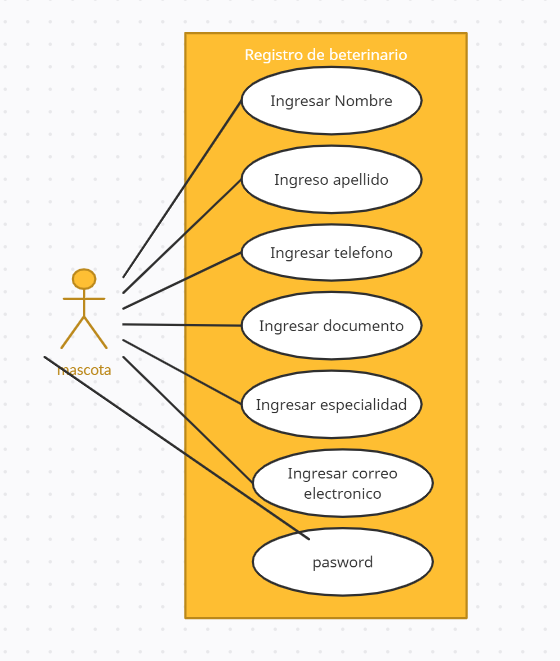 Registro de beterinario
Ingresar Nombre
Ingreso apellido
Ingresar telefono
Ingresar documento
mascota
Ingresar especialidad
Ingresar correo
electronico
pasword